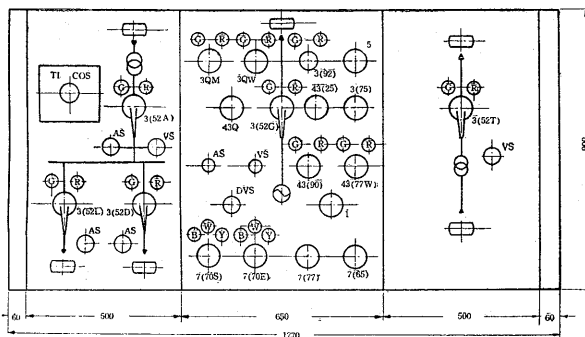 G R G R G R 5
3QM 3QW 3(92)
TI COS
G R G R 43(25) 3(75) G R
3(52A) 43Q 3(52G) 3(52T)
AS VS G R G R VS
AS VS
G R 43(90) 43(77W)
G R
DVS 1
3(52L) 3(52D)
B W Y B W Y
AS AS
7(70S) 7(70E) 7(77) 7(65)
60 500 650 500 60
1770